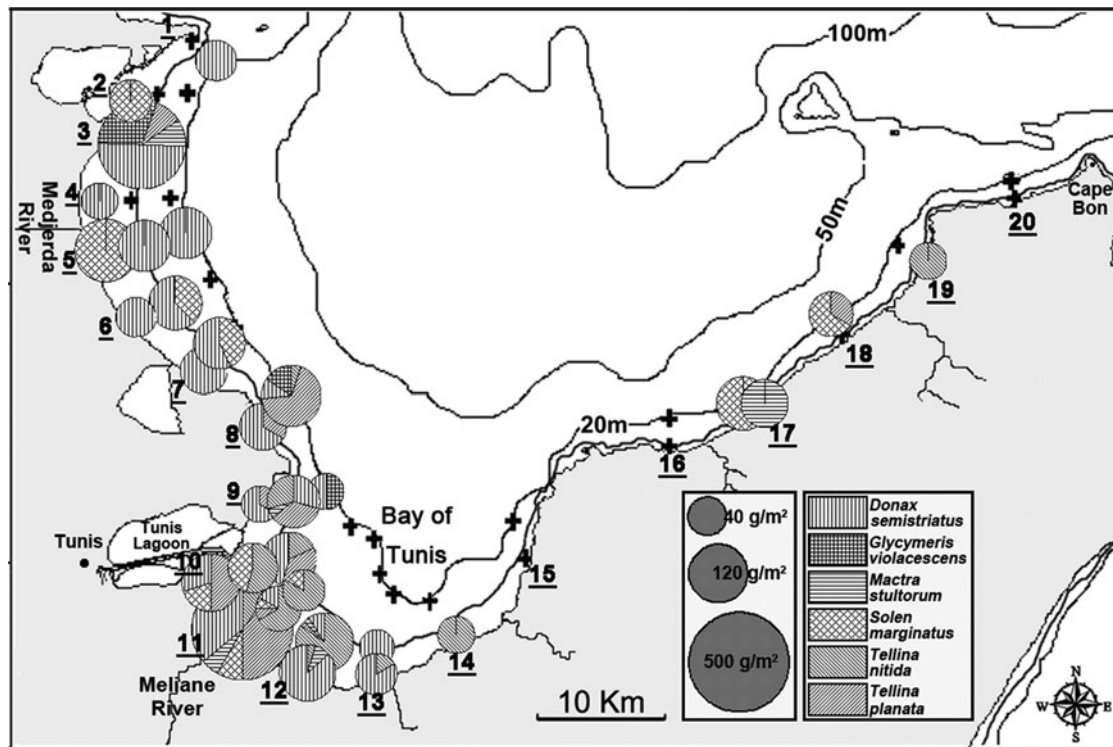 1
100m
2
3
4
Medjerda
River
Cape
Bon
20
50m
5
19
6
18
7
17
8
20m
16
9
Bay of
Tunis
Tunis
Tunis
Lagoon
10
15
11
14
Meliane
River
12
13
10 Km
40 g/m²
120 g/m²
500 g/m²
Donax
semistriatus
Glycymeris
violacescens
Mactra
stultorum
Solen
marginatus
Tellina
nitida
Tellina
planata
N
W E
S